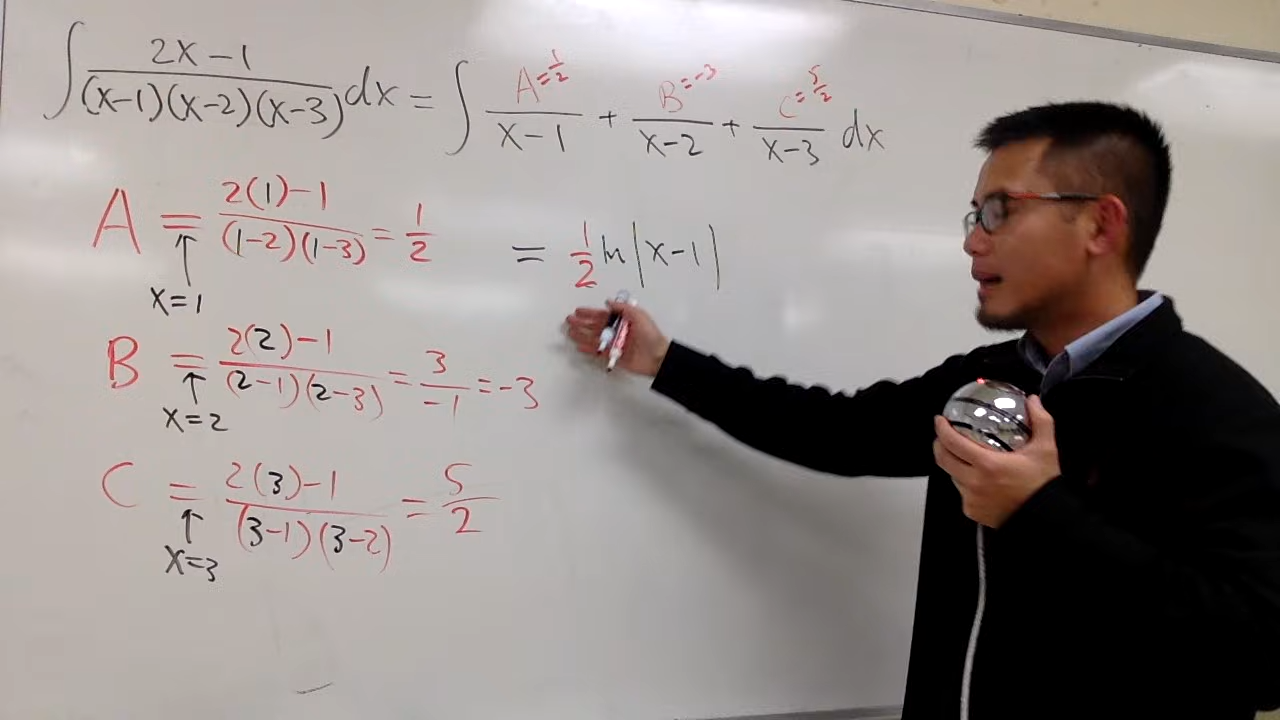 ∫ (2x-1)/((x-1)(x-2)(x-3)) dx = ∫ (A=1/2)/(x-1) + (B=-3)/(x-2) + (C=5/2)/(x-3) dx
A = (2(1)-1)/((1-2)(1-3)) = 1/2
x=1
= 1/2 ln|x-1|
B = (2(2)-1)/((2-1)(2-3)) = 3/-1 = -3
x=2
C = (2(3)-1)/((3-1)(3-2)) = 5/2
x=3